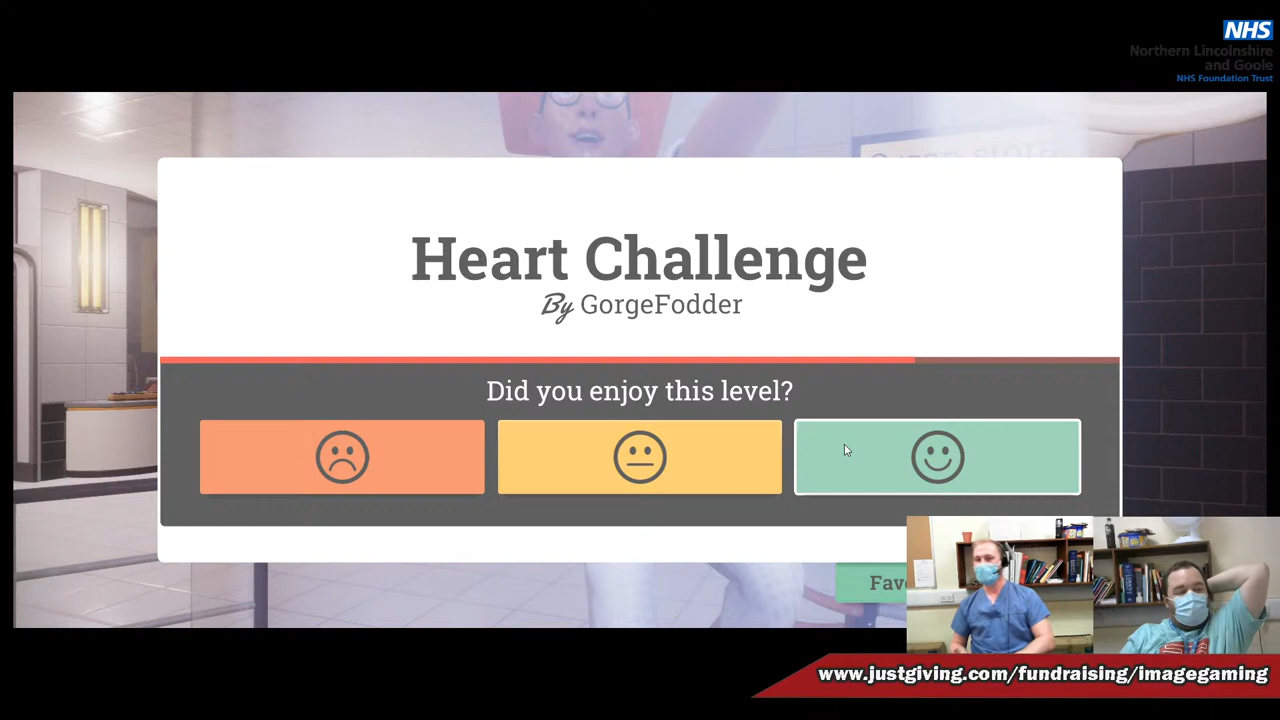 NHS
Northern Lincolnshire
and Goole
NHS Foundation Trust
Heart Challenge
By GorgeFodder
Did you enjoy this level?
www.justgiving.com/fundraising/imagegaming